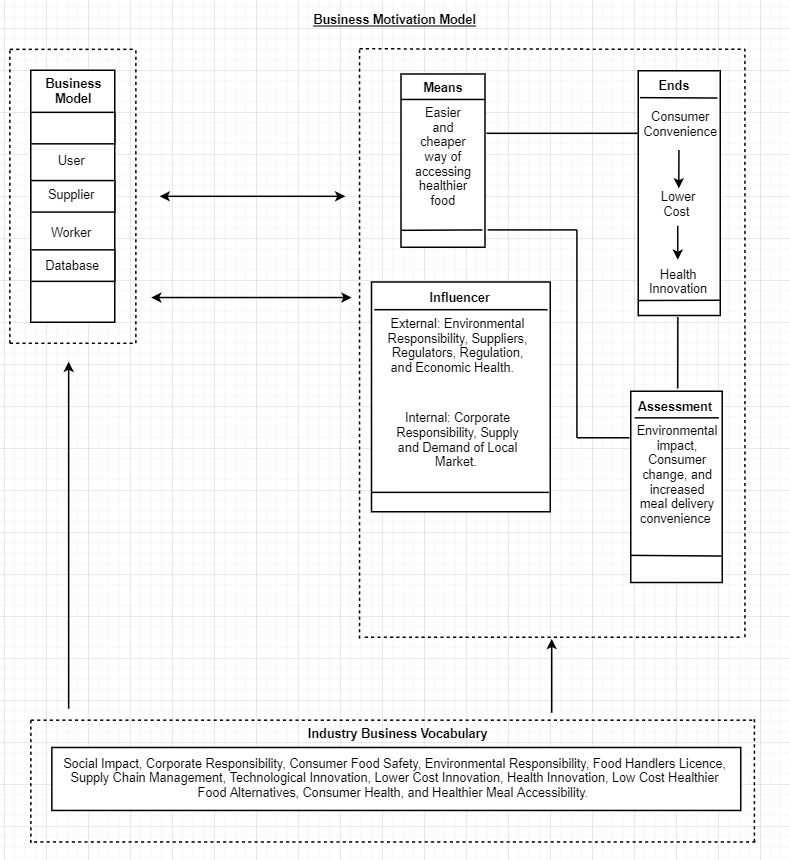 Business Motivation Model
Business
Model
User
Supplier
Worker
Database
Means
Easier
and
cheaper
way of
accessing
healthier
food
Ends
Consumer
Convenience
Lower
Cost
Health
Innovation
Influencer
External: Environmental
Responsibility, Suppliers,
Regulators, Regulation,
and Economic Health.
Internal: Corporate
Responsibility, Supply
and Demand of Local
Market.
Assessment
Environmental
impact,
Consumer
change, and
increased
meal delivery
convenience
Industry Business Vocabulary
Social Impact, Corporate Responsibility, Consumer Food Safety, Environmental Responsibility, Food Handlers Licence,
Supply Chain Management, Technological Innovation, Lower Cost Innovation, Health Innovation, Low Cost Healthier
Food Alternatives, Consumer Health, and Healthier Meal Accessibility.